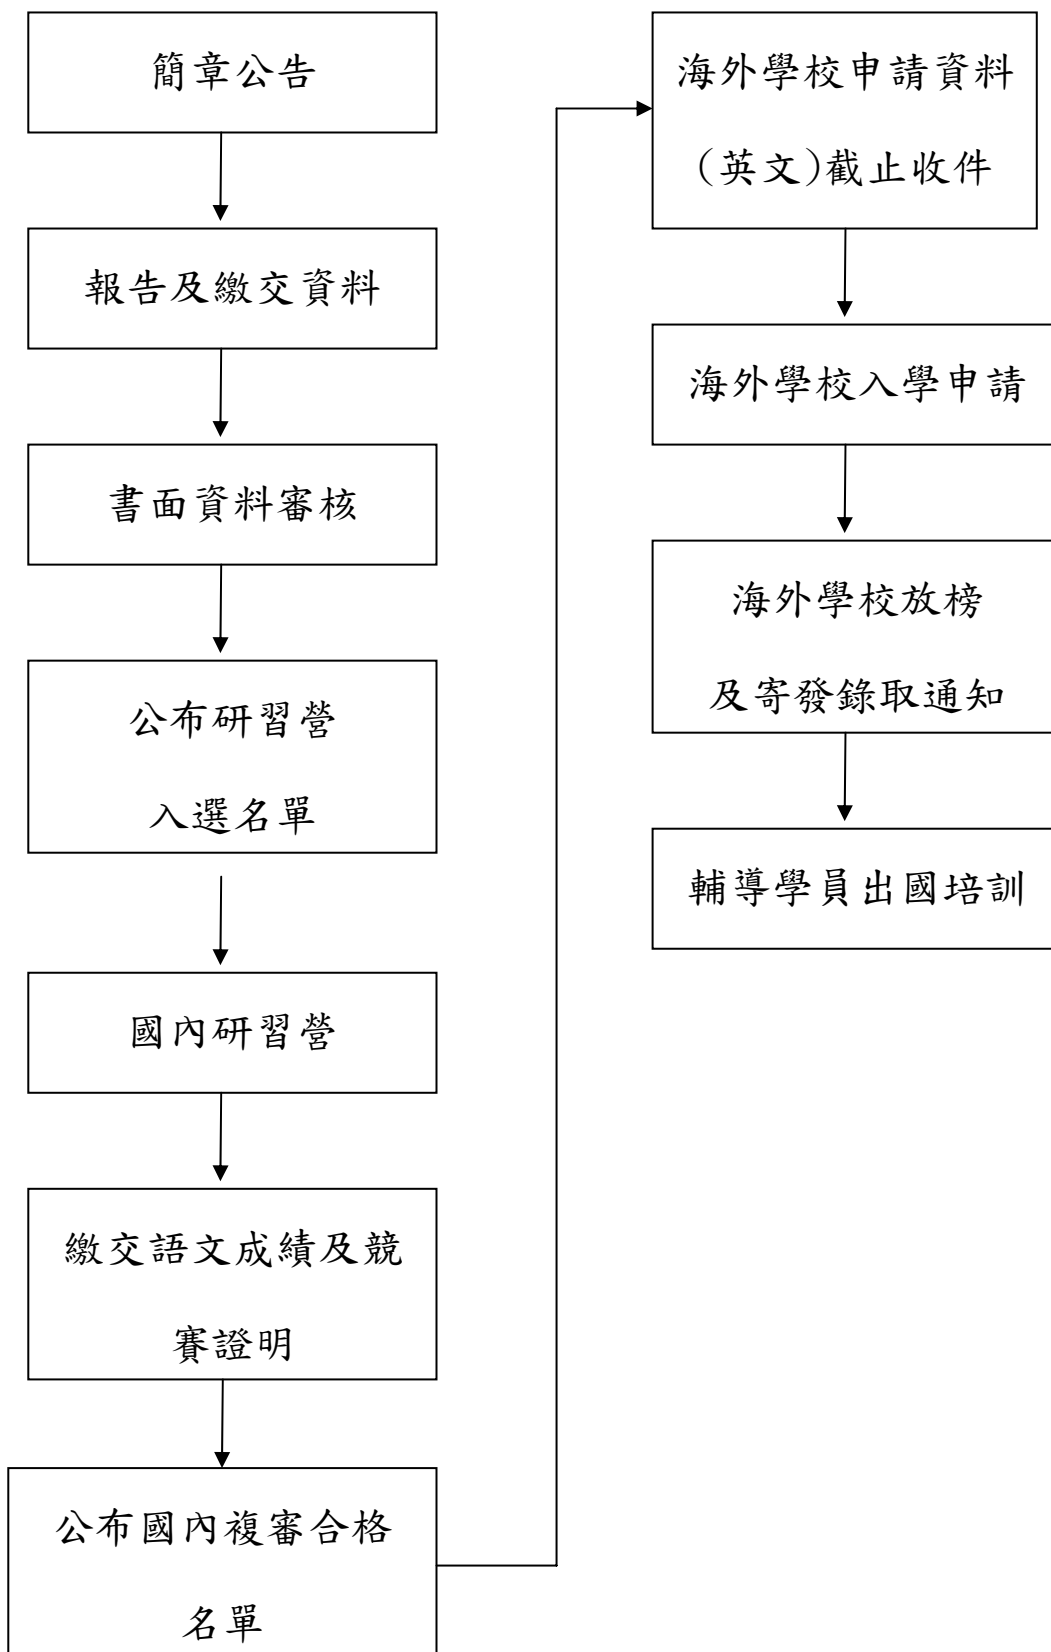 簡章公告
報告及繳交資料
書面資料審核
公布研習營
入選名單
國內研習營
繳交語文成績及競
賽證明
公布國內複審合格
名單
海外學校申請資料
(英文)截止收件
海外學校入學申請
海外學校放榜
及寄發錄取通知
輔導學員出國培訓